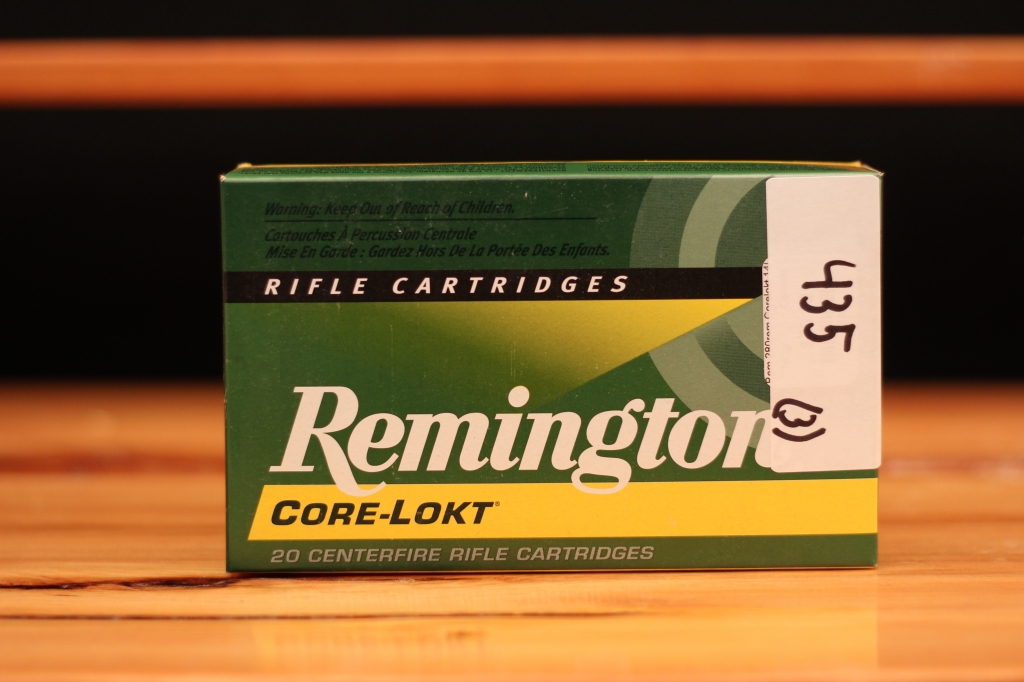 Warning: Keep Out of Reach of Children.
Cartouches À Percussion Centrale
Mise En Garde : Gardez Hors De La Portée Des Enfants.
RIFLE CARTRIDGES
Remington
CORE-LOKT®
20 CENTERFIRE RIFLE CARTRIDGES
435
(3)